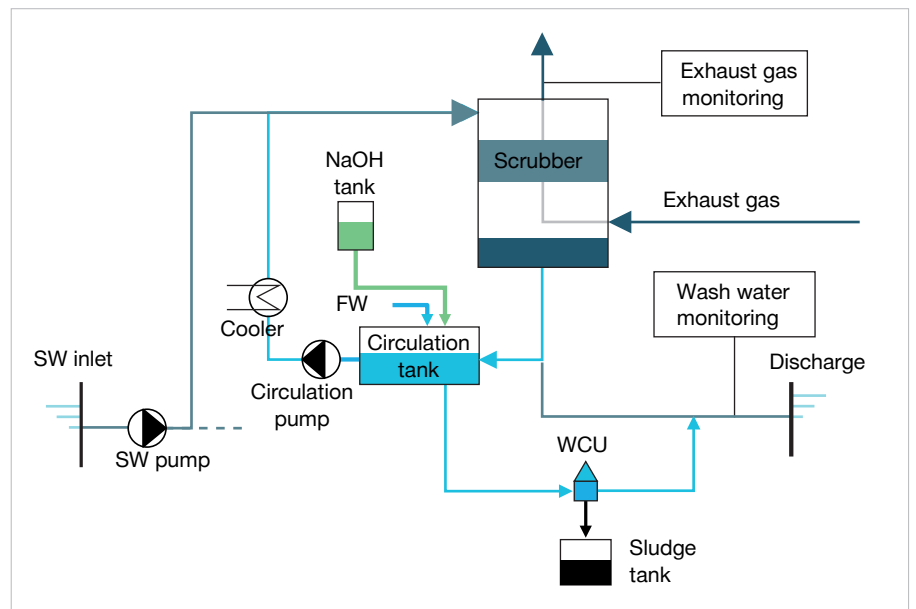 Exhaust gas
monitoring
Scrubber
NaOH
tank
Exhaust gas
FW
Wash water
monitoring
Cooler
Circulation
tank
SW inlet
Circulation
pump
Discharge
SW pump
WCU
Sludge
tank